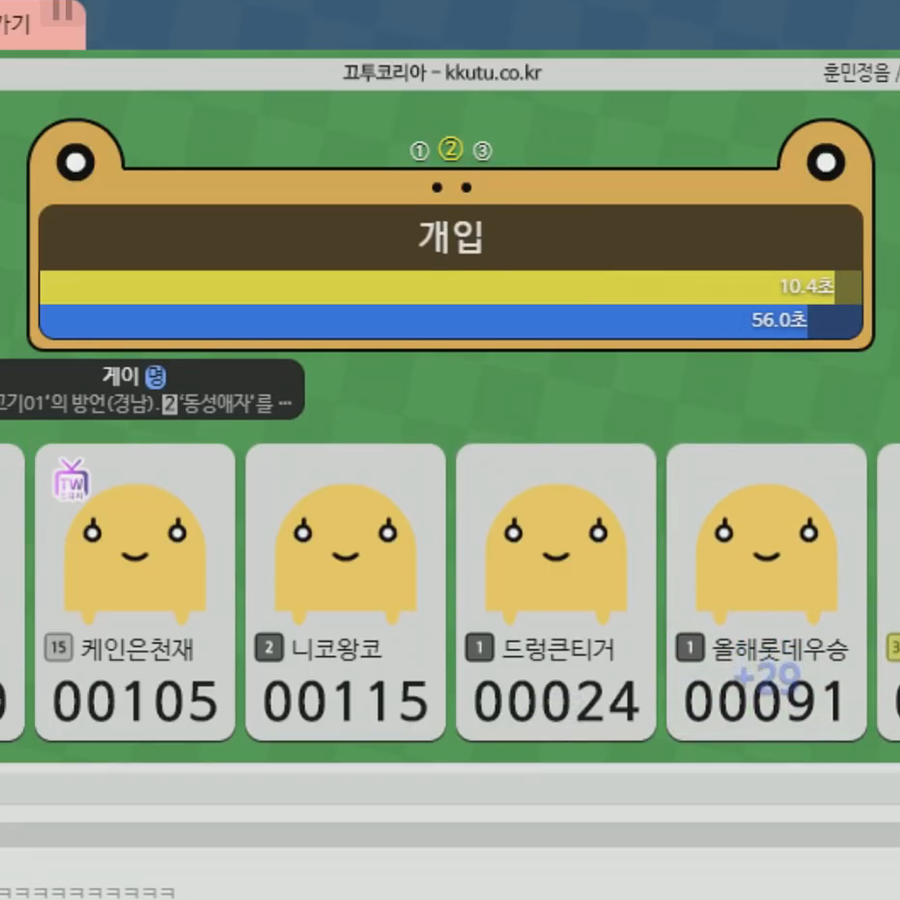 가기
끄투코리아 - kkutu.co.kr
훈민정음 /
① ② ③
개입
10.4초
56.0초
게이 명
고기01'의 방언(경남). 2 '동성애자'를 ...
TW
15 케인은천재
2 니코왕코
1 드렁큰티거
1 올해롯데우승
3
+29
00105
00115
00024
00091
ㅋㅋㅋㅋㅋㅋㅋㅋㅋㅋ